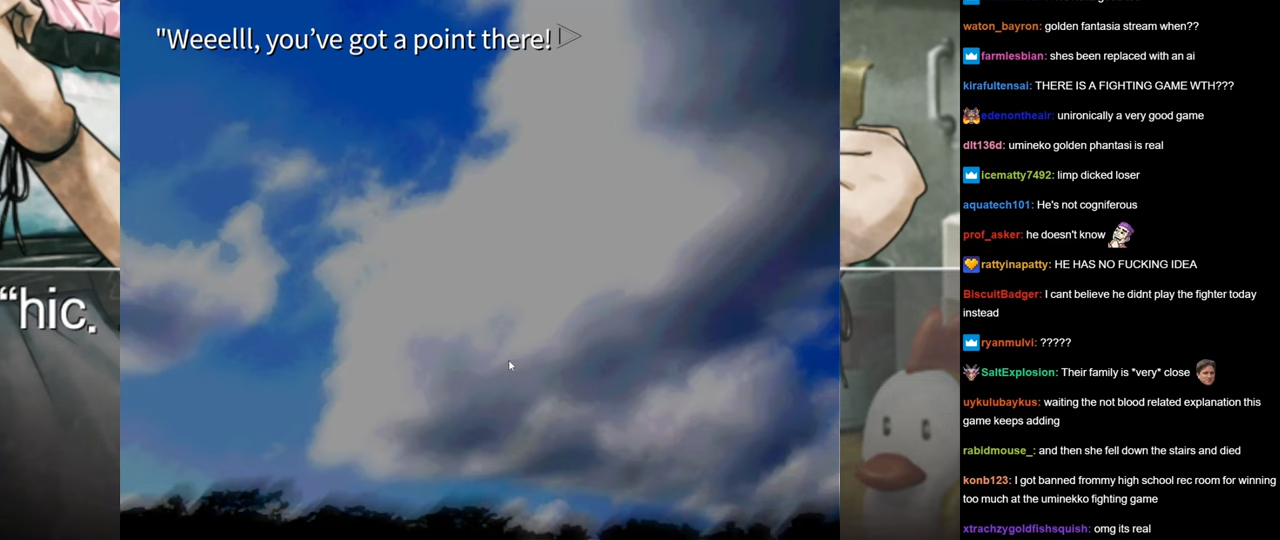 "Weeelll, you’ve got a point there!
“hic.
waton_bayron: golden fantasia stream when??
farmlesbian: shes been replaced with an ai
kirafultensai: THERE IS A FIGHTING GAME WTH???
edenontheair: unironically a very good game
dlt136d: umineko golden phantasi is real
icematty7492: limp dicked loser
aquatech101: He's not cogniferous
prof_asker: he doesn't know
rattyinapatty: HE HAS NO FUCKING IDEA
BiscuitBadger: I cant believe he didnt play the fighter today
instead
ryanmulvi: ?????
SaltExplosion: Their family is *very* close
uykulubaykus: waiting the not blood related explanation this
game keeps adding
rabidmouse_: and then she fell down the stairs and died
konb123: I got banned frommy high school rec room for winning
too much at the uminekko fighting game
xtrachzygoldfishsquish: omg its real